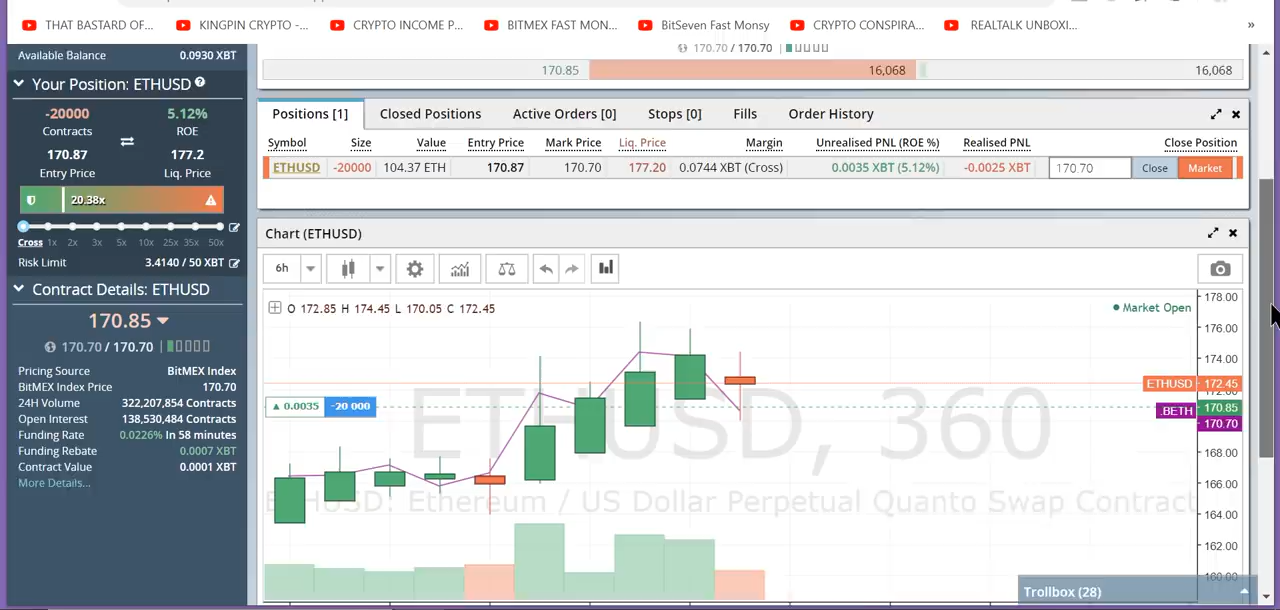 THAT BASTARD OF...
KINGPIN CRYPTO -...
CRYPTO INCOME P...
BITMEX FAST MON...
BitSeven Fast Monsy
CRYPTO CONSPIRA...
REALTALK UNBOXI...
»
Available Balance 0.0930 XBT
Your Position: ETHUSD ?
-20000 5.12%
Contracts ROE
170.87 177.2
Entry Price Liq. Price
20.38x
Cross 1x 2x 3x 5x 10x 25x 35x 50x
Risk Limit 3.4140 / 50 XBT
Contract Details: ETHUSD
170.85
170.70 / 170.70
Pricing Source BitMEX Index
BitMEX Index Price 170.70
24H Volume 322,207,854 Contracts
Open Interest 138,530,484 Contracts
Funding Rate 0.0226% In 58 minutes
Funding Rebate 0.0007 XBT
Contract Value 0.0001 XBT
More Details...
170.70 / 170.70
170.85 16,068 16,068
Positions [1] Closed Positions Active Orders [0] Stops [0] Fills Order History
Symbol Size Value Entry Price Mark Price Liq. Price Margin Unrealised PNL (ROE %) Realised PNL Close Position
ETHUSD -20000 104.37 ETH 170.87 170.70 177.20 0.0744 XBT (Cross) 0.0035 XBT (5.12%) -0.0025 XBT 170.70 Close Market
Chart (ETHUSD)
6h
O 172.85 H 174.45 L 170.05 C 172.45
Market Open
ETHUSD, 360
ETHUSD: Ethereum / US Dollar Perpetual Quanto Swap Contract
▲ 0.0035 -20 000
178.00
176.00
174.00
ETHUSD 172.45
170.85
.BETH 170.70
168.00
166.00
164.00
162.00
160.00
Trollbox (28)